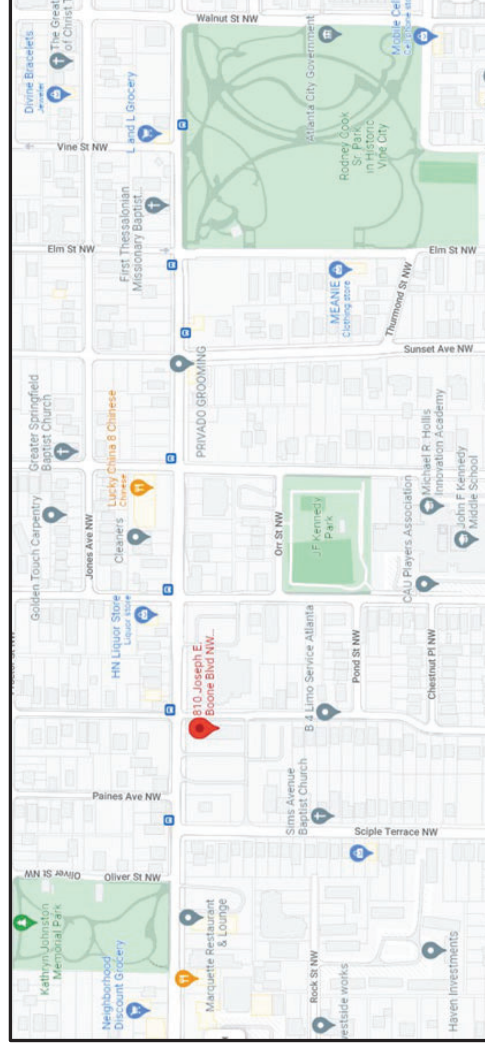 Walnut St NW
The Great
of Christ T
Divine Bracelets
Jeweler
L and L Grocery
Vine St NW
Atlanta City Government
Mobile Cel
Cell phone store
Rodney Cook
Sr. Park
in Historic
Vine City
First Thessalonian
Missionary Baptist...
Elm St NW
Elm St NW
MEANIE
Clothing store
Thurmond St NW
Sunset Ave NW
PRIVADO GROOMING
Greater Springfield
Baptist Church
Lucky China 8 Chinese
Chinese
Golden Touch Carpentry
Jones Ave NW
Cleaners
Orr St NW
JF Kennedy
Park
Michael R. Hollis
Innovation Academy
John F Kennedy
Middle School
CAU Players Association
HN Liquor Store
Liquor store
810 Joseph E.
Boone Blvd NW...
B 4 Limo Service Atlanta
Pond St NW
Chestnut Pl NW
Paines Ave NW
Sims Avenue
Baptist Church
Sciple Terrace NW
Oliver St NW
Oliver St NW
Kathryn Johnston
Memorial Park
Neighborhood
Discount Grocery
Marquette Restaurant
& Lounge
Rock St NW
estside works
Haven Investments